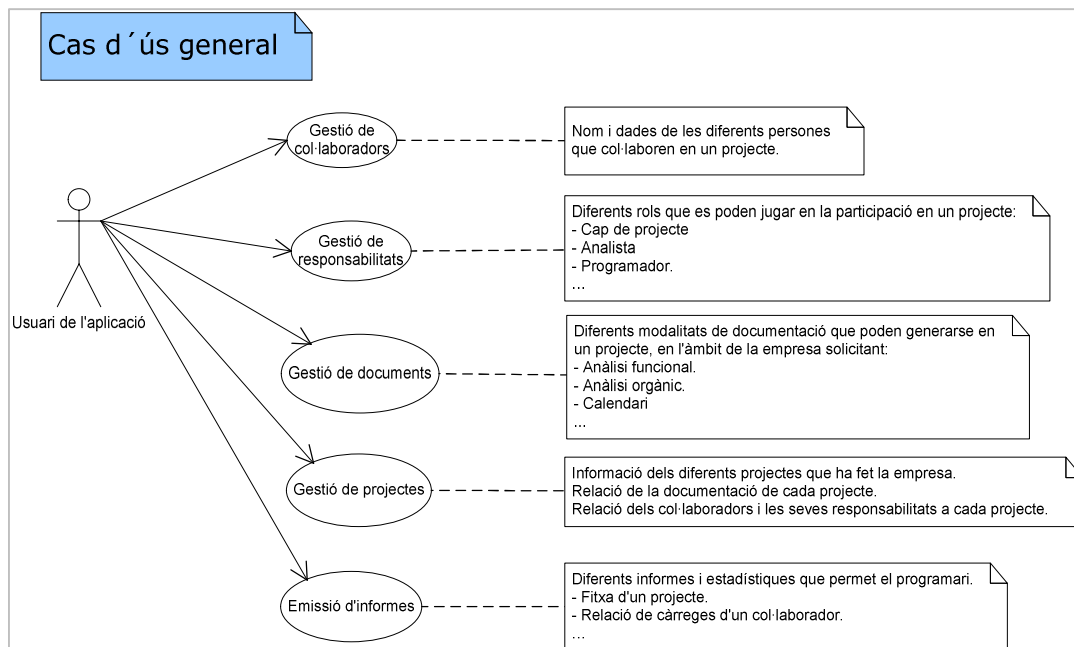 Cas d´ús general
Gestió de
col·laboradors
Nom i dades de les diferents persones
que col·laboren en un projecte.
Usuari de l'aplicació
Gestió de
responsabilitats
Diferents rols que es poden jugar en la participació en un projecte:
- Cap de projecte
- Analista
- Programador.
...
Gestió de documents
Diferents modalitats de documentació que poden generarse en
un projecte, en l'àmbit de la empresa solicitant:
- Anàlisi funcional.
- Anàlisi orgànic.
- Calendari
...
Gestió de projectes
Informació dels diferents projectes que ha fet la empresa.
Relació de la documentació de cada projecte.
Relació dels col·laboradors i les seves responsabilitats a cada projecte.
Emissió d'informes
Diferents informes i estadístiques que permet el programari.
- Fitxa d'un projecte.
- Relació de càrreges d'un col·laborador.
...